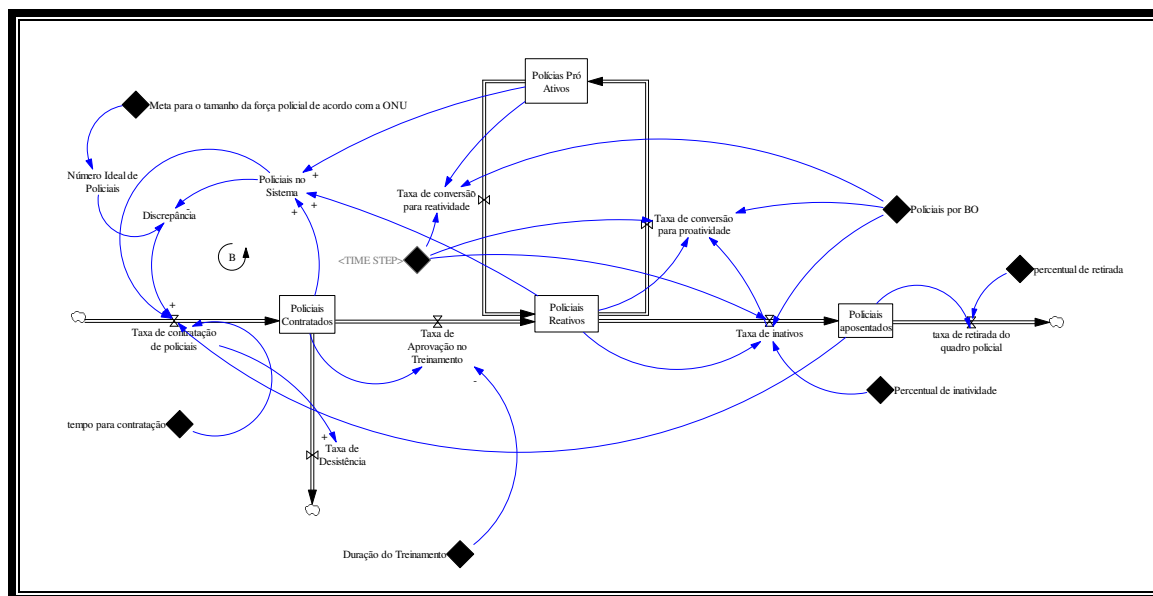 Polícias Pró
Ativos
Meta para o tamanho da força policial de acordo com a ONU
Número Ideal de
Policiais
Policiais no
Sistema
+
+
+
Taxa de conversão
para reatividade
Taxa de conversão
para proatividade
Policiais por BO
Discrepância
-
B
<TIME STEP>
percentual de retirada
+
Policiais
Contratados
Policiais
Reativos
Policiais
aposentados
Taxa de contratação
de policiais
Taxa de
Aprovação no
Treinamento
-
Taxa de inativos
taxa de retirada do
quadro policial
Percentual de inatividade
tempo para contratação
+
Taxa de
Desistência
Duração do Treinamento